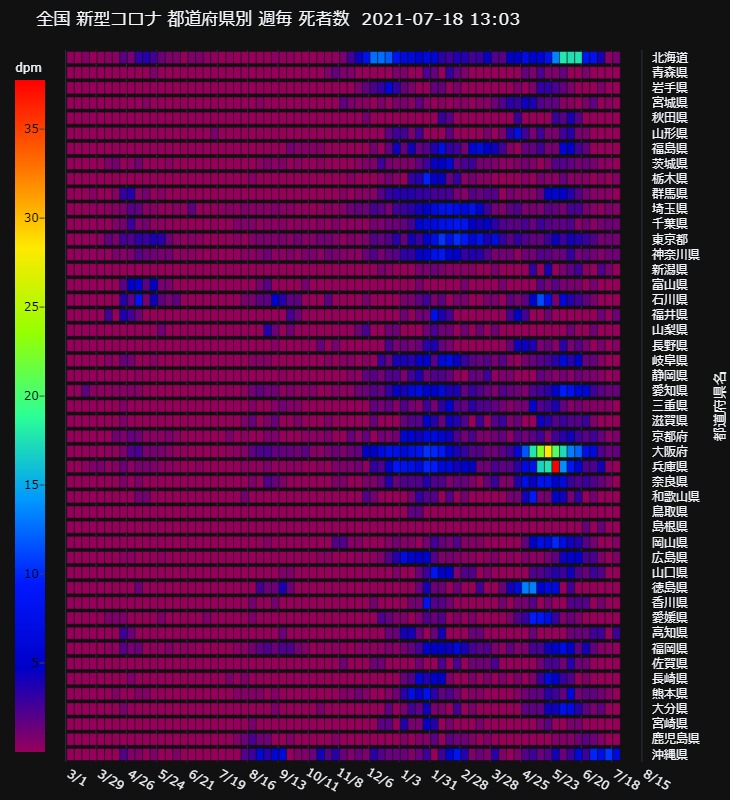 全国 新型コロナ 都道府県別 週毎 死者数 2021-07-18 13:03
dpm
35
30
25
20
15
10
5
北海道
青森県
岩手県
宮城県
秋田県
山形県
福島県
茨城県
栃木県
群馬県
埼玉県
千葉県
東京都
神奈川県
新潟県
富山県
石川県
福井県
山梨県
長野県
岐阜県
静岡県
愛知県
三重県
滋賀県
京都府
大阪府
兵庫県
奈良県
和歌山県
鳥取県
島根県
岡山県
広島県
山口県
徳島県
香川県
愛媛県
高知県
福岡県
佐賀県
長崎県
熊本県
大分県
宮崎県
鹿児島県
沖縄県
都道府県名
3/1 3/29 4/26 5/24 6/21 7/19 8/16 9/13 10/11 11/8 12/6 1/3 1/31 2/28 3/28 4/25 5/23 6/20 7/18 8/15